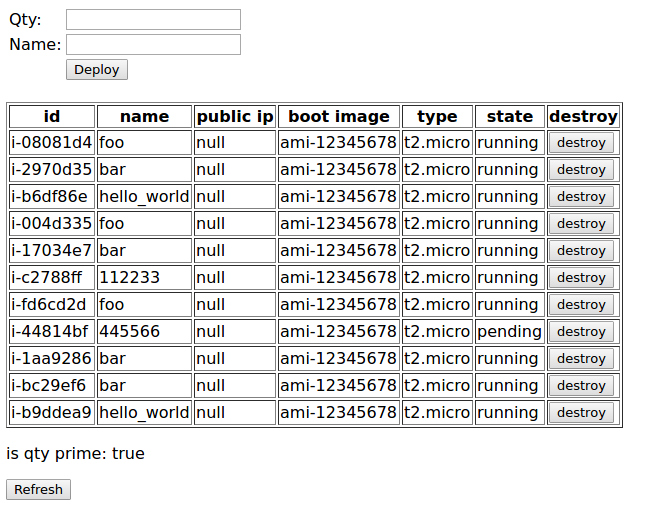 Qty:
Name:
Deploy
id name public ip boot image type state destroy
i-08081d4 foo null ami-12345678 t2.micro running destroy
i-2970d35 bar null ami-12345678 t2.micro running destroy
i-b6df86e hello_world null ami-12345678 t2.micro running destroy
i-004d335 foo null ami-12345678 t2.micro running destroy
i-17034e7 bar null ami-12345678 t2.micro running destroy
i-c2788ff 112233 null ami-12345678 t2.micro running destroy
i-fd6cd2d foo null ami-12345678 t2.micro running destroy
i-44814bf 445566 null ami-12345678 t2.micro pending destroy
i-1aa9286 bar null ami-12345678 t2.micro running destroy
i-bc29ef6 bar null ami-12345678 t2.micro running destroy
i-b9ddea9 hello_world null ami-12345678 t2.micro running destroy
is qty prime: true
Refresh